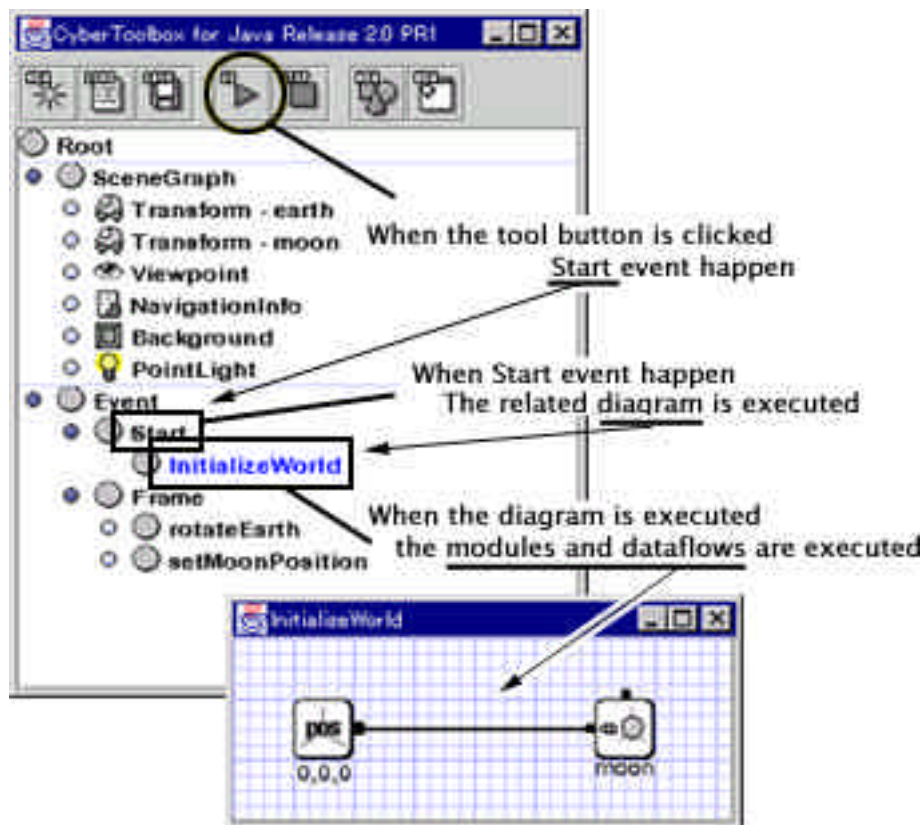 CyberToolbox for Java Release 2.0 PR1
Root
SceneGraph
Transform - earth
Transform - moon
Viewpoint
NavigationInfo
Background
PointLight
Event
Start
InitializeWorld
Frame
rotateEarth
setMoonPosition
When the tool button is clicked
Start event happen
When Start event happen
The related diagram is executed
When the diagram is executed
the modules and dataflows are executed
InitializeWorld
pos
0,0,0
moon